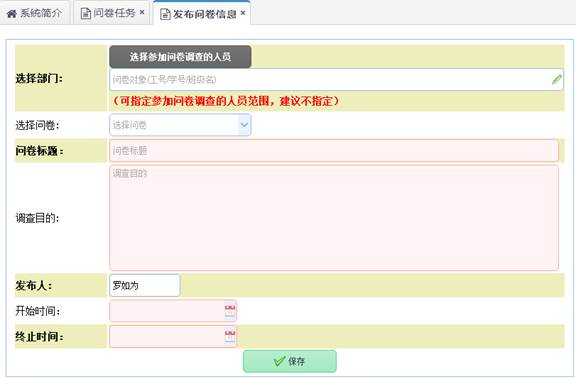 系统简介 问卷任务 × 发布问卷信息 ×
选择参加问卷调查的人员
选择部门： 问卷对象(工号/学号/班级名)
（可指定参加问卷调查的人员范围，建议不指定）
选择问卷： 选择问卷
问卷标题： 问卷标题
调查目的
调查目的：
发布人： 罗如为
开始时间：
终止时间：
保存